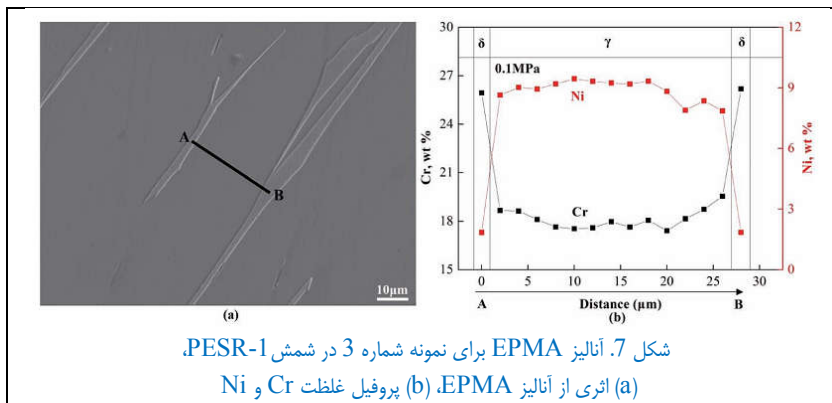 A
B
10µm
(a)
(b)
30
27
24
21
18
15
Cr, wt %
δ
γ
δ
0.1MPa
Ni
Cr
12
9
6
3
0
Ni, wt %
0 5 10 15 20 25 30
A Distance (µm) B
(b)
شکل 7. آنالیز EPMA برای نمونه شماره 3 در شمش PESR-1،
(a) اثری از آنالیز EPMA، (b) پروفیل غلظت Cr و Ni